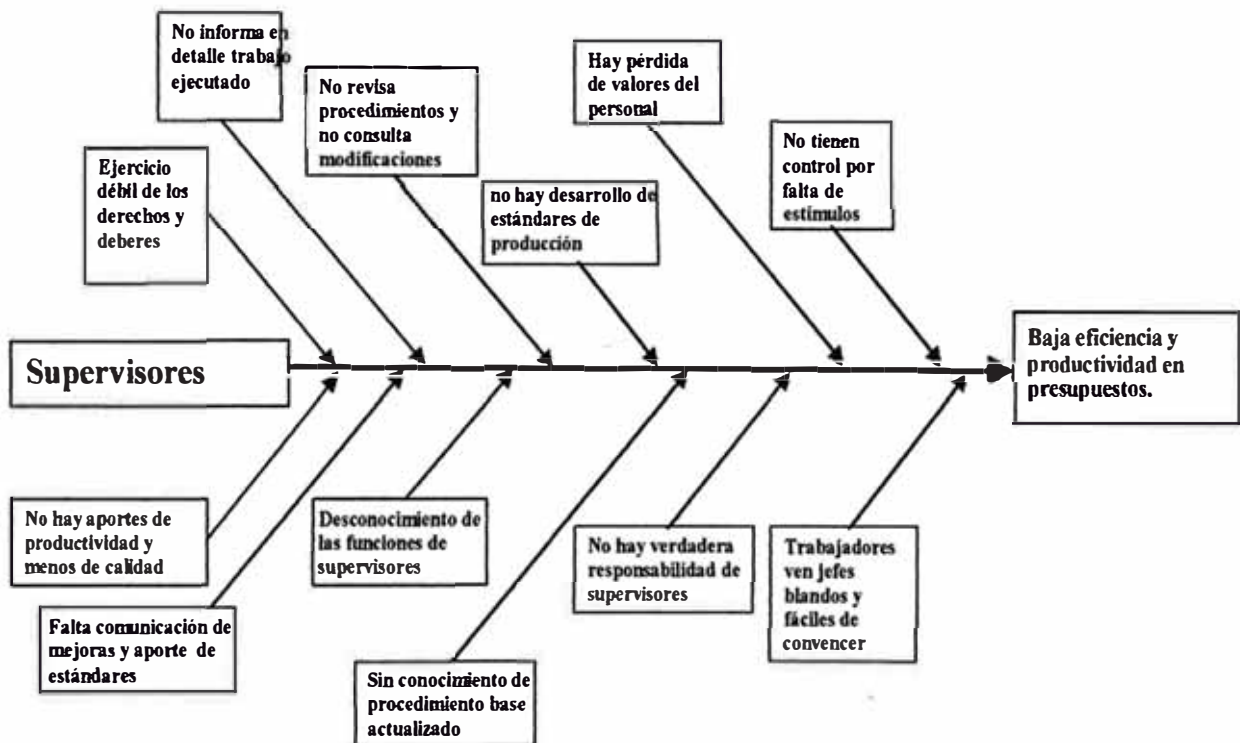 No informa en
detalle trabajo
ejecutado
No revisa
procedimientos y
no consulta
modificaciones
Hay pérdida
de valores del
personal
No tienen
control por
falta de
estímulos
Ejercicio
débil de los
derechos y
deberes
no hay desarrollo de
estándares de
producción
Supervisores
Baja eficiencia y
productividad en
presupuestos.
No hay aportes de
productividad y
menos de calidad
Desconocimiento de
las funciones de
supervisores
No hay verdadera
responsabilidad de
supervisores
Trabajadores
ven jefes
blandos y
fáciles de
convencer
Falta comunicación de
mejoras y aporte de
estándares
Sin conocimiento de
procedimiento base
actualizado